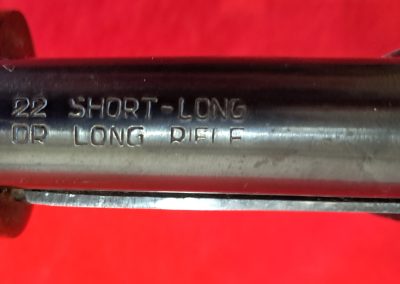 22 SHORT-LONG
OR LONG RIFLE